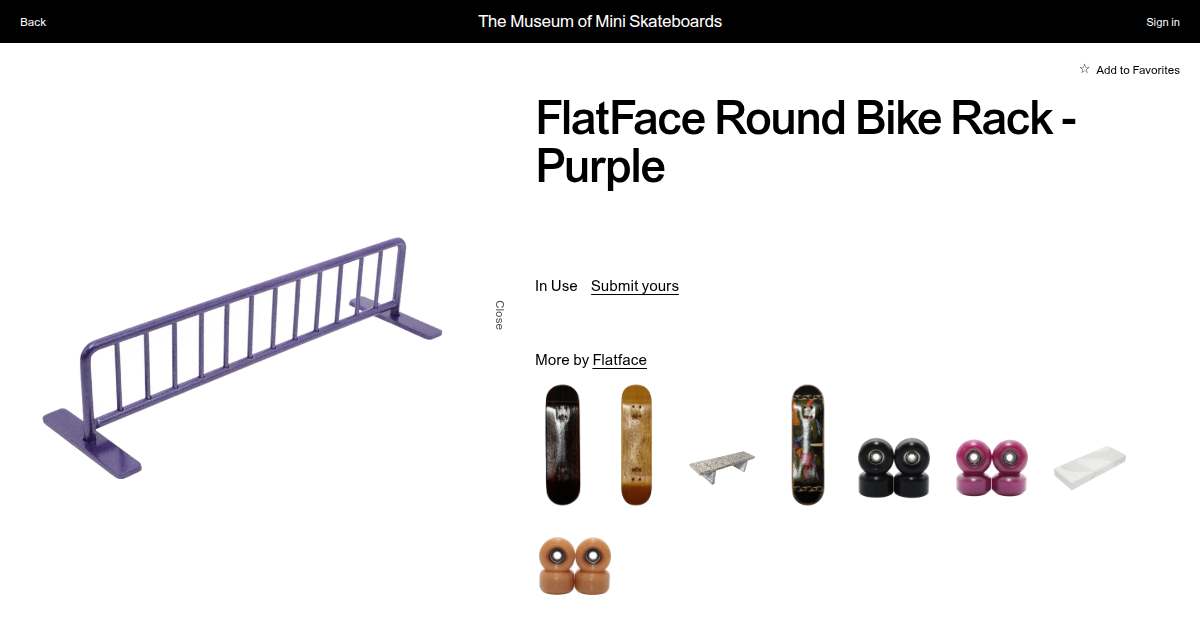 Back
The Museum of Mini Skateboards
Sign in
☆ Add to Favorites
FlatFace Round Bike Rack -
Purple
In Use Submit yours
Close
More by Flatface